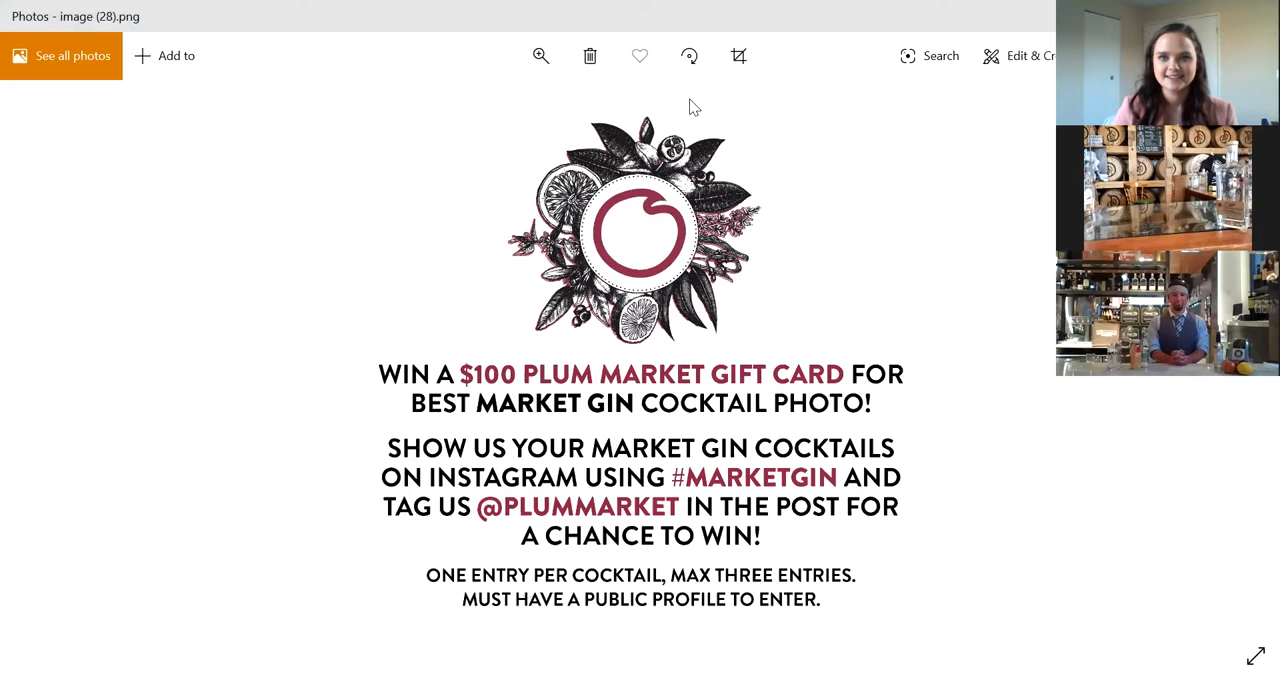 Photos - image (28).png
See all photos
Add to
Search
Edit & Cr
WIN A $100 PLUM MARKET GIFT CARD FOR
BEST MARKET GIN COCKTAIL PHOTO!
SHOW US YOUR MARKET GIN COCKTAILS
ON INSTAGRAM USING #MARKETGIN AND
TAG US @PLUMMARKET IN THE POST FOR
A CHANCE TO WIN!
ONE ENTRY PER COCKTAIL, MAX THREE ENTRIES.
MUST HAVE A PUBLIC PROFILE TO ENTER.